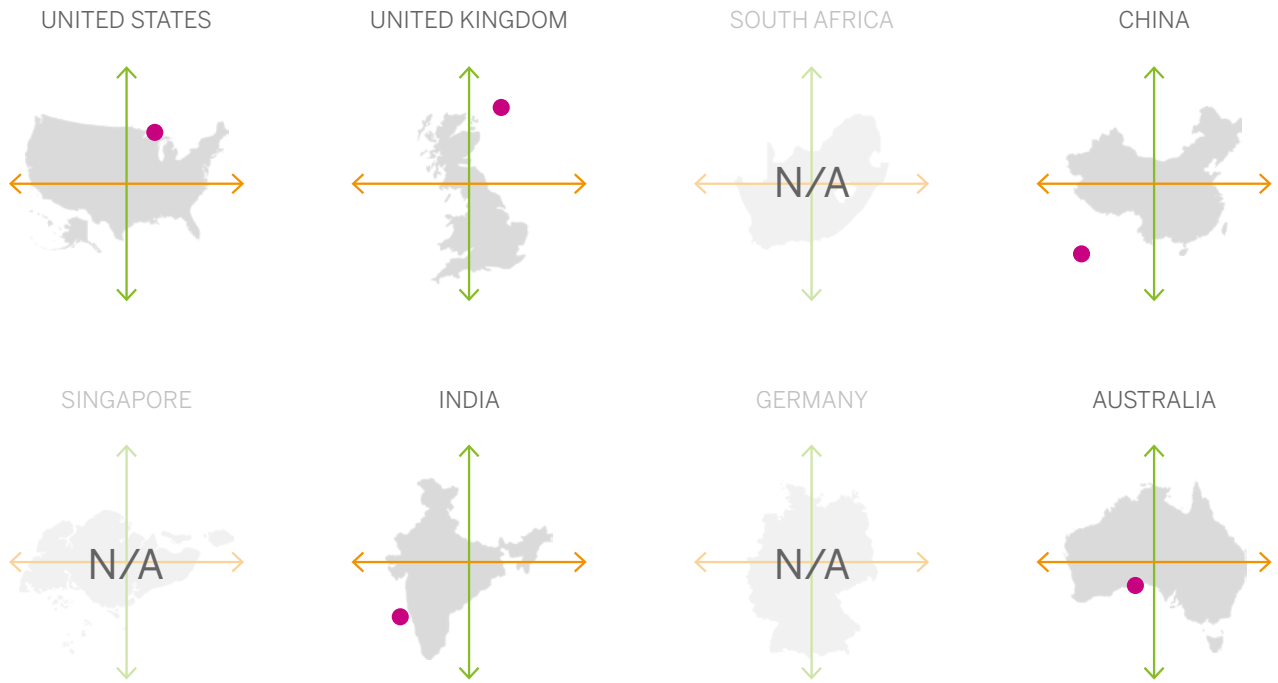 UNITED STATES
UNITED KINGDOM
SOUTH AFRICA
CHINA
N/A
SINGAPORE
INDIA
GERMANY
AUSTRALIA
N/A
N/A